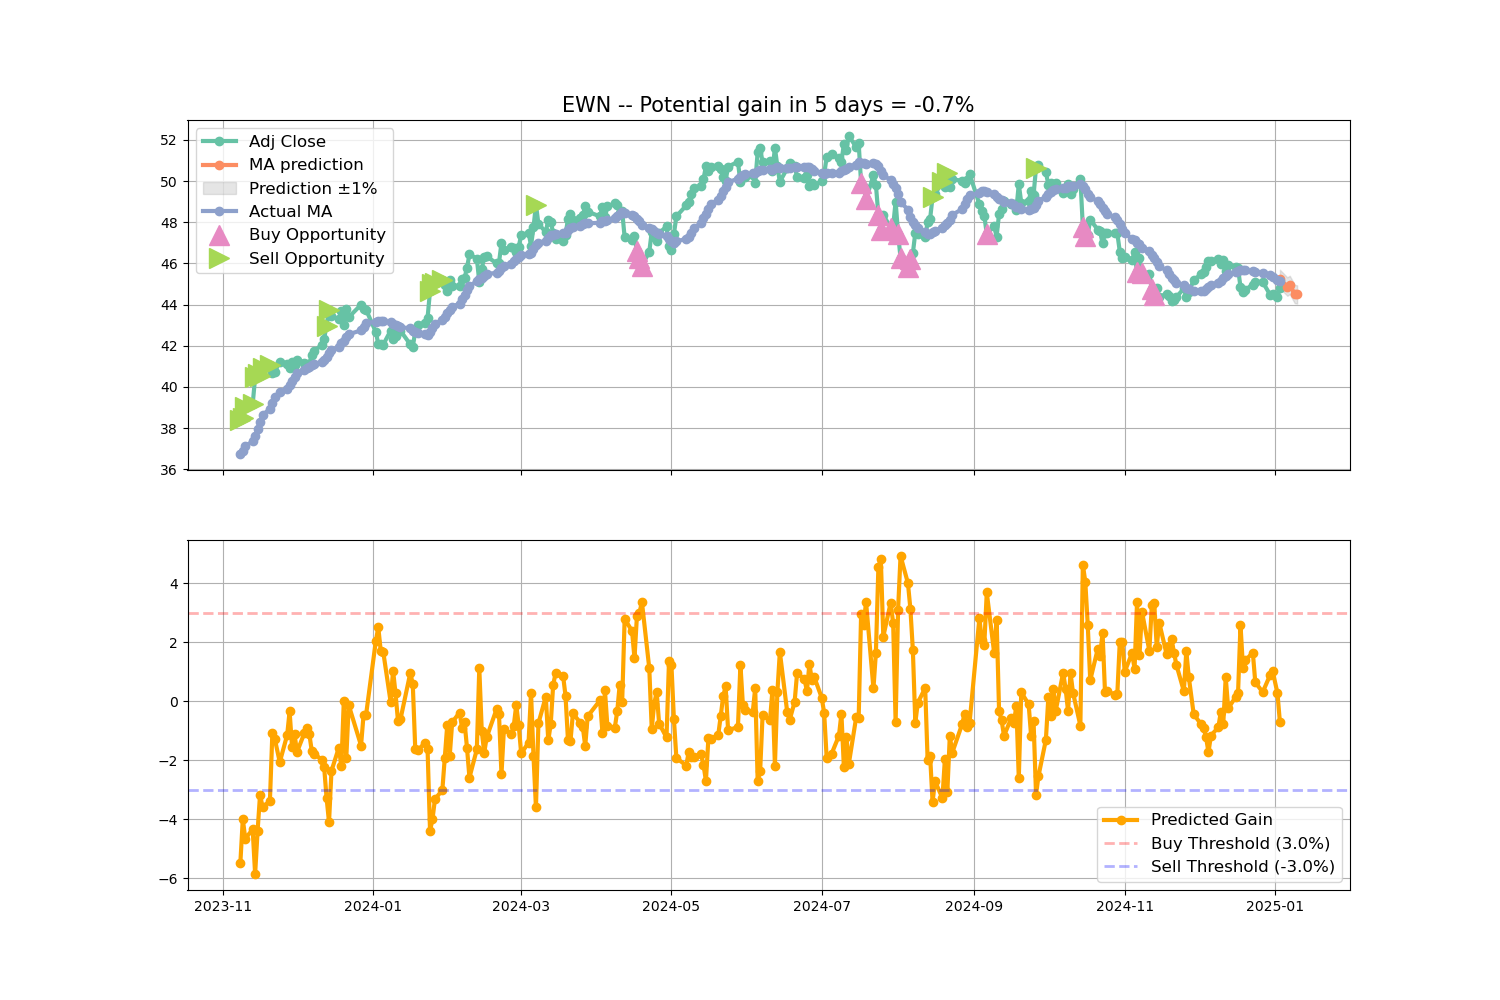 EWN -- Potential gain in 5 days = -0.7%
52
50
48
46
44
42
40
38
36
Adj Close
MA prediction
Prediction ±1%
Actual MA
Buy Opportunity
Sell Opportunity
4
2
0
−2
−4
−6
Predicted Gain
Buy Threshold (3.0%)
Sell Threshold (-3.0%)
2023-11 2024-01 2024-03 2024-05 2024-07 2024-09 2024-11 2025-01